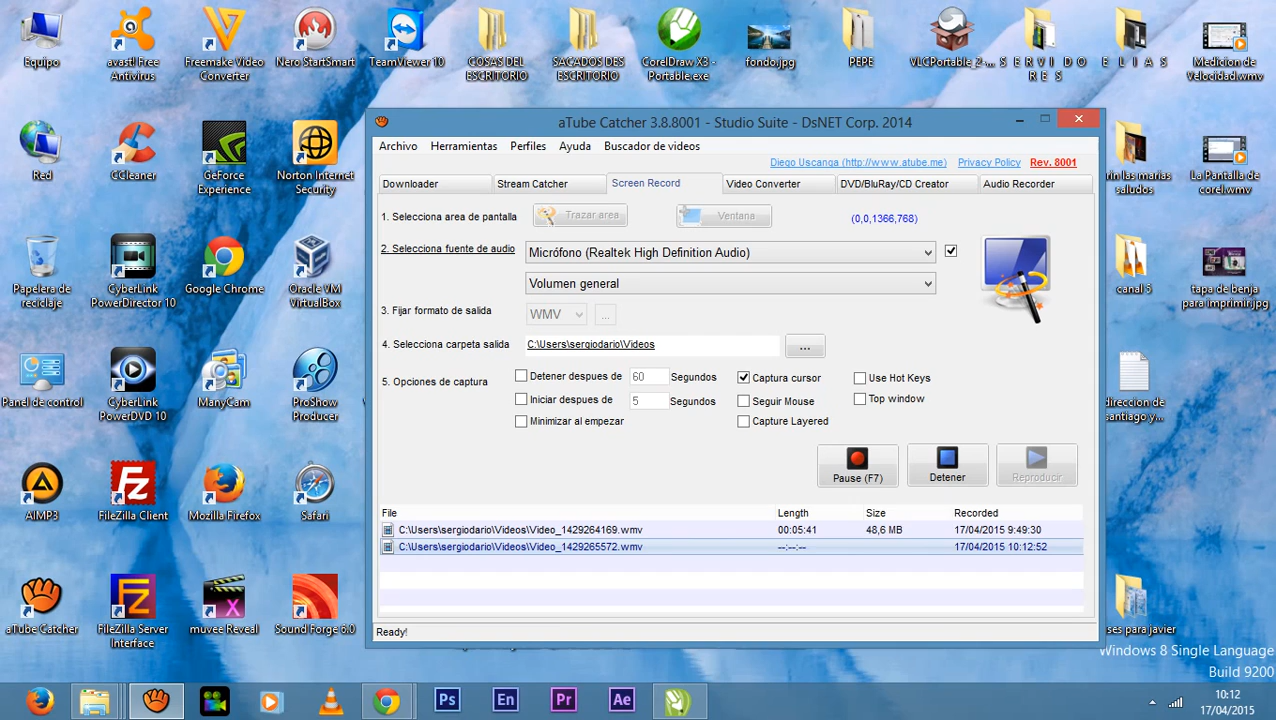 Equipo
avast! Free
Antivirus
Freemake Video
Converter
Nero StartSmart
TeamViewer 10
COSAS DEL
ESCRITORIO
SACADOS DES
ESCRITORIO
CorelDraw X3 -
Portable.exe
fondo.jpg
PEPE
VLCPortable_2-...
S E R V I D O
R E S
E L I A S
Medicion de
Velocidad.wmv
aTube Catcher 3.8.8001 - Studio Suite - DsNET Corp. 2014
Archivo Herramientas Perfiles Ayuda Buscador de videos
Diego Uscanga (http://www.atube.me) Privacy Policy Rev. 8001
Downloader Stream Catcher Screen Record Video Converter DVD/BluRay/CD Creator Audio Recorder
1. Selecciona area de pantalla Trazar area Ventana (0,0,1366,768)
2. Selecciona fuente de audio Micrófono (Realtek High Definition Audio)
Volumen general
3. Fijar formato de salida WMV ...
4. Selecciona carpeta salida C:\Users\sergiodario\Videos ...
5. Opciones de captura
Detener despues de 60 Segundos Captura cursor Use Hot Keys
Iniciar despues de 5 Segundos Seguir Mouse Top window
Minimizar al empezar Capture Layered
Pause (F7) Detener Reproducir
File Length Size Recorded
C:\Users\sergiodario\Videos\Video_1429264169.wmv 00:05:41 48,6 MB 17/04/2015 9:49:30
C:\Users\sergiodario\Videos\Video_1429265572.wmv --:--:-- 17/04/2015 10:12:52
Ready!
Red
CCleaner
GeForce
Experience
Norton Internet
Security
rin las marias
saludos
La Pantalla de
corel.wmv
Papelera de
reciclaje
CyberLink
PowerDirector 10
Google Chrome
Oracle VM
VirtualBox
canal 5
tapa de benja
para imprimir.jpg
Panel de control
CyberLink
PowerDVD 10
ManyCam
ProShow
Producer
direccion de
santiago y...
AIMP3
FileZilla Client
Mozilla Firefox
Safari
aTube Catcher
FileZilla Server
Interface
muvee Reveal
Sound Forge 6.0
ses para javier
Windows 8 Single Language
Build 9200
Ps
En
Pr
Ae
10:12
17/04/2015